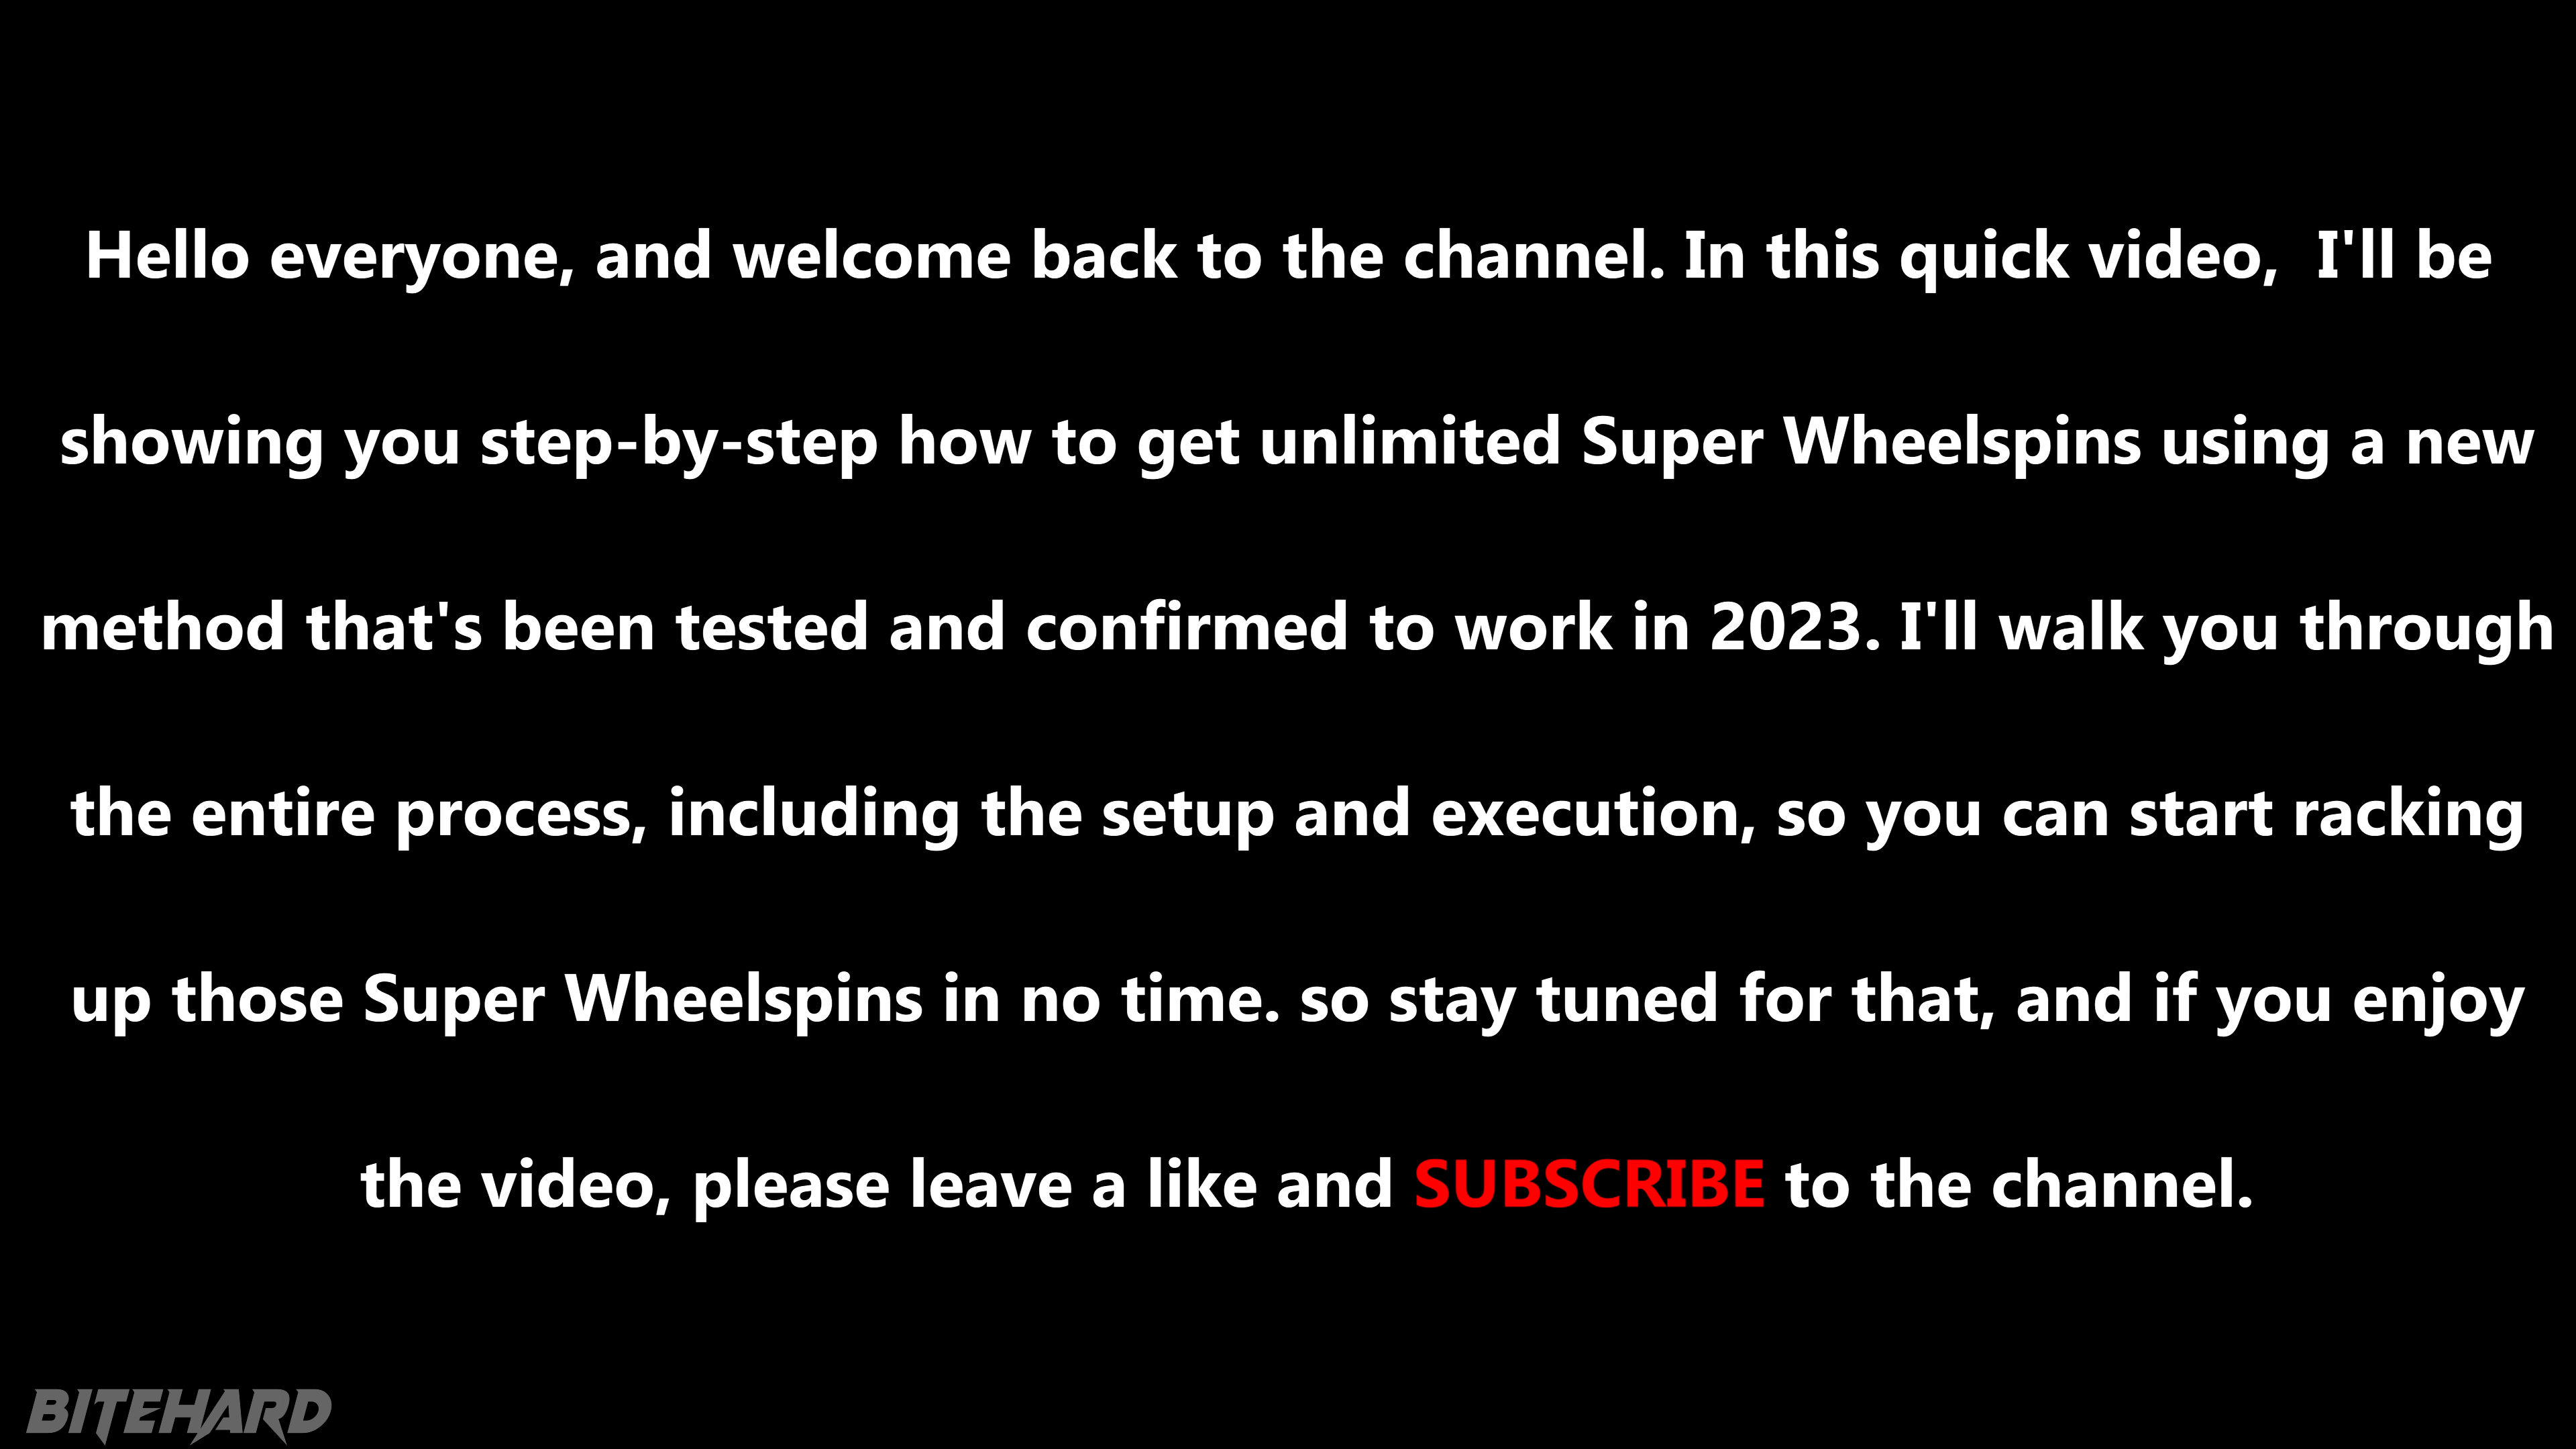 Hello everyone, and welcome back to the channel. In this quick video,  I'll be
showing you step-by-step how to get unlimited Super Wheelspins using a new
method that's been tested and confirmed to work in 2023. I'll walk you through
the entire process, including the setup and execution, so you can start racking
up those Super Wheelspins in no time. so stay tuned for that, and if you enjoy
the video, please leave a like and SUBSCRIBE to the channel.
BITEHARD